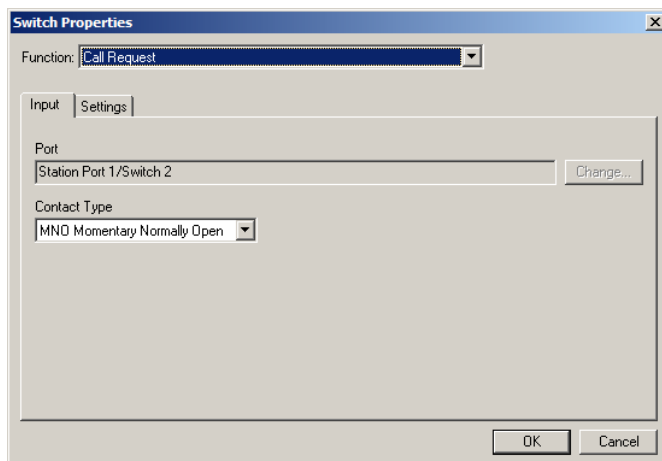 Switch Properties
Function: Call Request
Input Settings
Port
Station Port 1/Switch 2 Change...
Contact Type
MNO Momentary Normally Open
OK Cancel